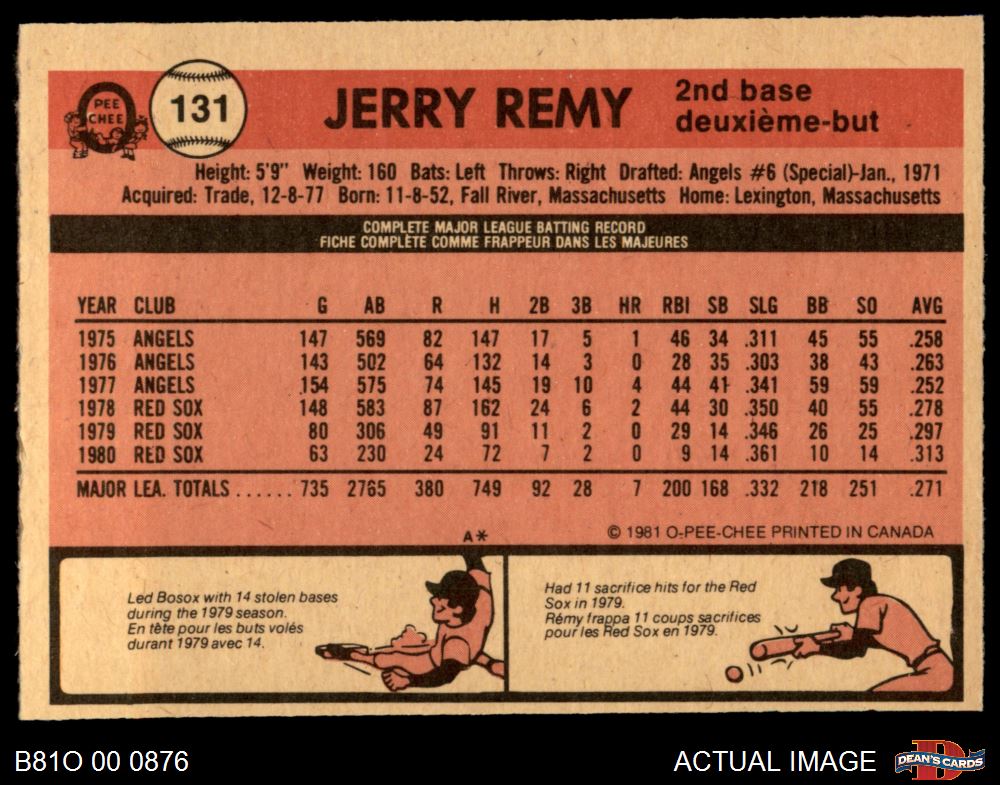 PEE
CHEE
131
JERRY REMY
2nd base
deuxième-but
Height: 5'9" Weight: 160 Bats: Left Throws: Right Drafted: Angels #6 (Special)-Jan., 1971
Acquired: Trade, 12-8-77 Born: 11-8-52, Fall River, Massachusetts Home: Lexington, Massachusetts
COMPLETE MAJOR LEAGUE BATTING RECORD
FICHE COMPLÈTE COMME FRAPPEUR DANS LES MAJEURES
YEAR CLUB G AB R H 2B 3B HR RBI SB SLG BB SO AVG
1975 ANGELS 147 569 82 147 17 5 1 46 34 .311 45 55 .258
1976 ANGELS 143 502 64 132 14 3 0 28 35 .303 38 43 .263
1977 ANGELS 154 575 74 145 19 10 4 44 41 .341 59 59 .252
1978 RED SOX 148 583 87 162 24 6 2 44 30 .350 40 55 .278
1979 RED SOX 80 306 49 91 11 2 0 29 14 .346 26 25 .297
1980 RED SOX 63 230 24 72 7 2 0 9 14 .361 10 14 .313
MAJOR LEA. TOTALS ...... 735 2765 380 749 92 28 7 200 168 .332 218 251 .271
A* © 1981 O-PEE-CHEE PRINTED IN CANADA
Led Bosox with 14 stolen bases
during the 1979 season.
En tête pour les buts volés
durant 1979 avec 14.
Had 11 sacrifice hits for the Red
Sox in 1979.
Rémy frappa 11 coups sacrifices
pour les Red Sox en 1979.
B81O 00 0876
ACTUAL IMAGE
DEAN'S CARDS